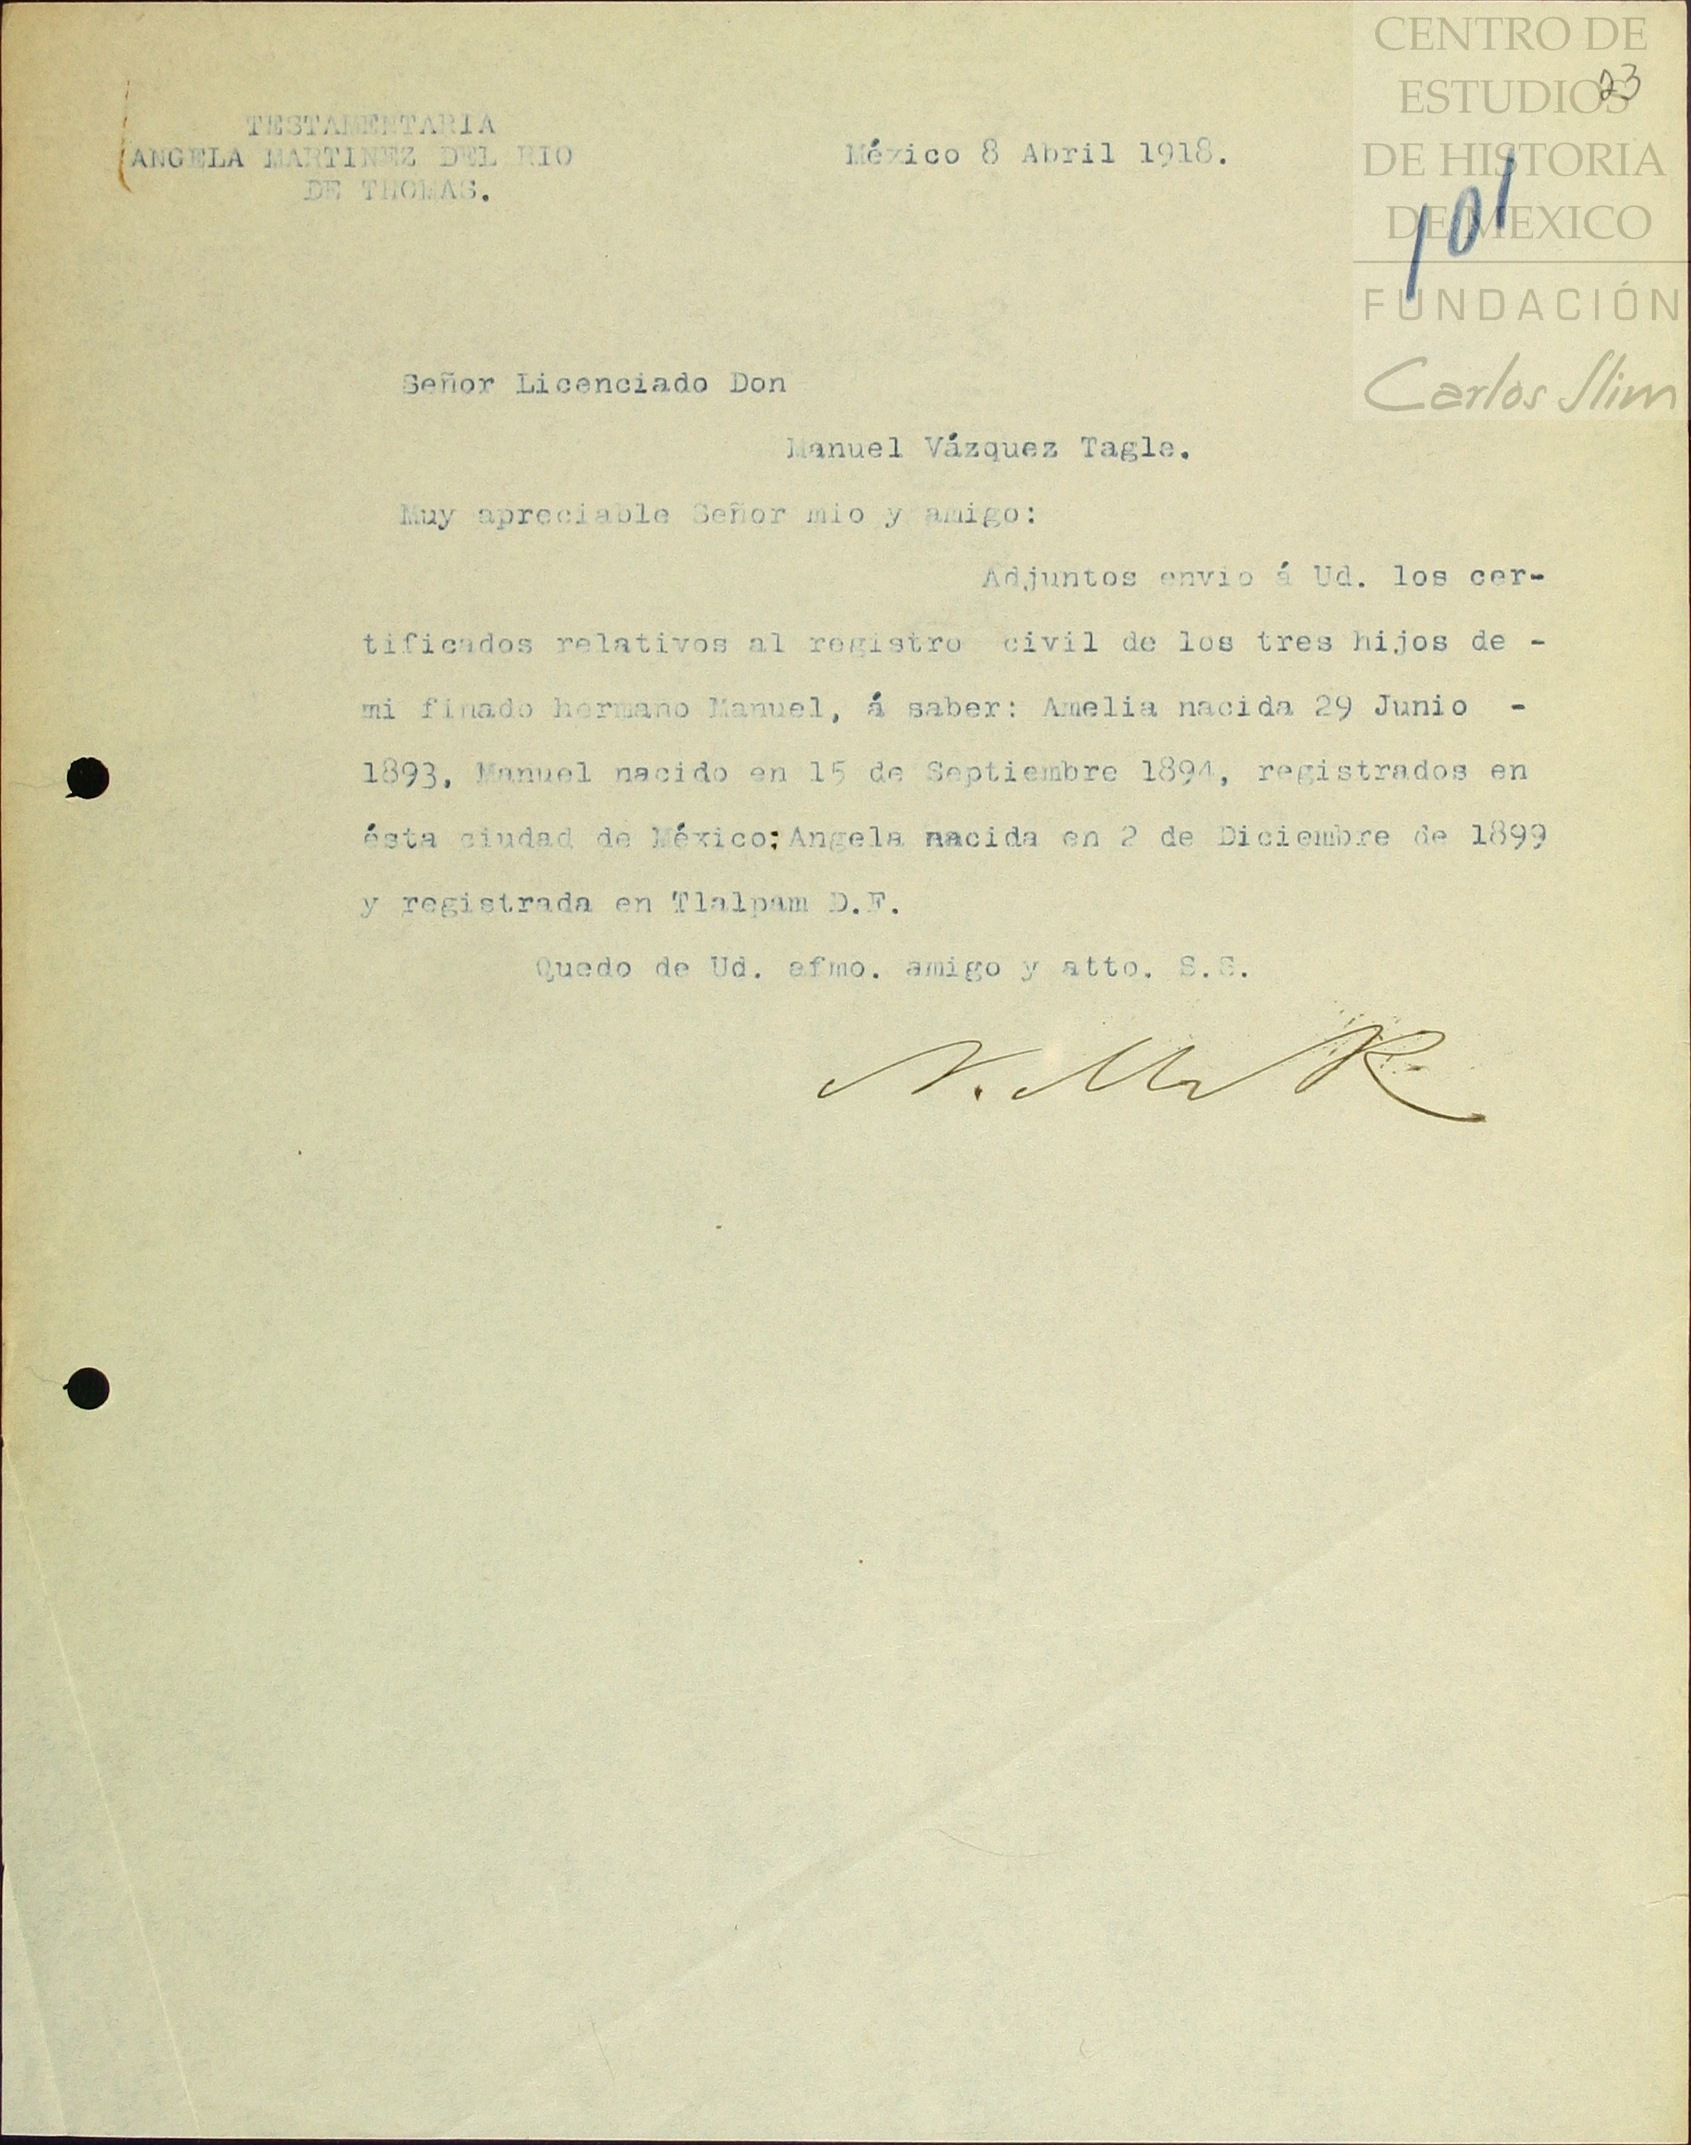 CENTRO DE
ESTUDIOS
DE HISTORIA
DE MEXICO
FUNDACIÓN
Carlos Slim
23
101
TESTAMENTARIA
ANGELA MARTINEZ DEL RIO
DE THOMAS.
México 8 Abril 1918.
Señor Licenciado Don
Manuel Vázquez Tagle.
Muy apreciable Señor mio y amigo:
Adjuntos envio á Ud. los cer-
tificados relativos al registro civil de los tres hijos de -
mi finado hermano Manuel, á saber: Amelia nacida 29 Junio -
1893, Manuel nacido en 15 de Septiembre 1894, registrados en
ésta ciudad de México; Angela nacida en 2 de Diciembre de 1899
y registrada en Tlalpam D.F.
Quedo de Ud. afmo. amigo y atto. S.S.